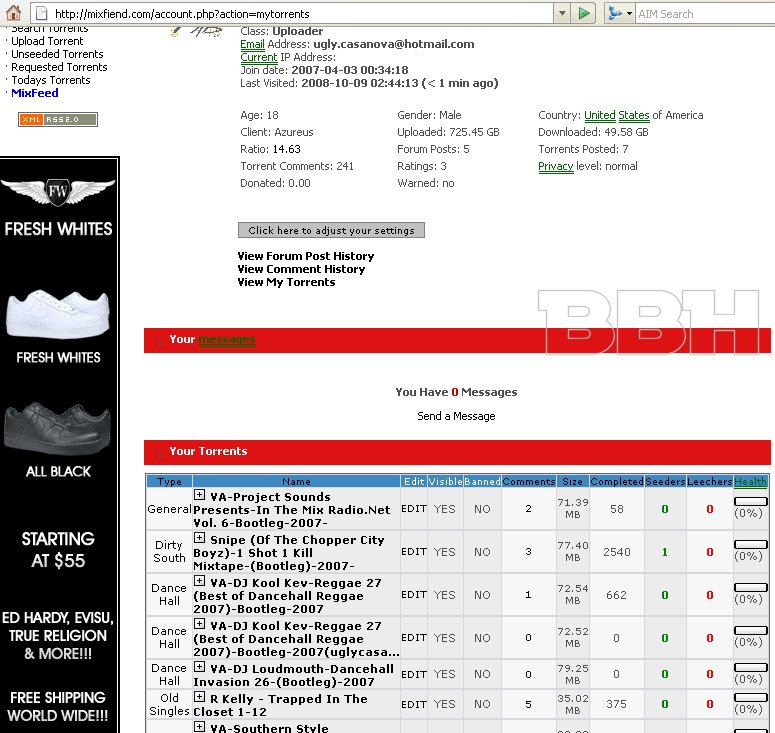 http://mixfiend.com/account.php?action=mytorrents
AIM Search
Search Torrents
Upload Torrent
Unseeded Torrents
Requested Torrents
Todays Torrents
MixFeed
XML RSS2.0
FW
FRESH WHITES
FRESH WHITES
ALL BLACK
STARTING
AT $55
ED HARDY, EVISU,
TRUE RELIGION
& MORE!!!
FREE SHIPPING
WORLD WIDE!!!
Class: Uploader
Email Address: ugly.casanova@hotmail.com
Current IP Address:
Join date: 2007-04-03 00:34:18
Last Visited: 2008-10-09 02:44:13 (< 1 min ago)
Age: 18 Gender: Male Country: United States of America
Client: Azureus Uploaded: 725.45 GB Downloaded: 49.58 GB
Ratio: 14.63 Forum Posts: 5 Torrents Posted: 7
Torrent Comments: 241 Ratings: 3 Privacy level: normal
Donated: 0.00 Warned: no
Click here to adjust your settings
View Forum Post History
View Comment History
View My Torrents
BBH
Your messages
You Have 0 Messages
Send a Message
Your Torrents
Type Name Edit Visible Banned Comments Size Completed Seeders Leechers Health
General VA-Project Sounds
Presents-In The Mix Radio.Net
Vol. 6-Bootleg-2007- EDIT YES NO 2 71.39 MB 58 0 0 (0%)
Dirty South Snipe (Of The Chopper City
Boyz)-1 Shot 1 Kill
Mixtape-(Bootleg)-2007- EDIT YES NO 3 77.40 MB 2540 1 0 (0%)
Dance Hall VA-DJ Kool Kev-Reggae 27
(Best of Dancehall Reggae
2007)-Bootleg-2007 EDIT YES NO 1 72.54 MB 662 0 0 (0%)
Dance Hall VA-DJ Kool Kev-Reggae 27
(Best of Dancehall Reggae
2007)-Bootleg-2007(uglycasa... EDIT YES NO 0 72.52 MB 0 0 0 (0%)
Dance Hall VA-DJ Loudmouth-Dancehall
Invasion 26-(Bootleg)-2007 EDIT YES NO 0 79.25 MB 0 0 0 (0%)
Old Singles R Kelly - Trapped In The
Closet 1-12 EDIT YES NO 5 35.02 MB 375 0 0 (0%)
VA-Southern Style